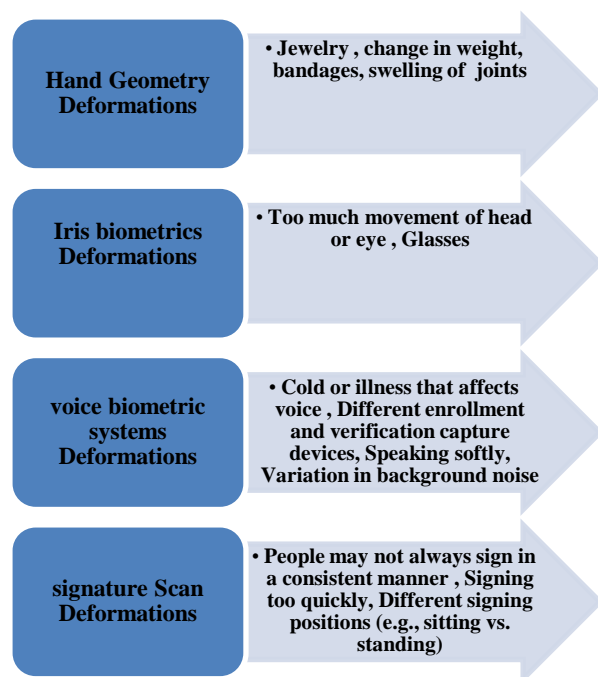 Hand Geometry
Deformations
• Jewelry , change in weight,
bandages, swelling of joints
Iris biometrics
Deformations
• Too much movement of head
or eye , Glasses
voice biometric
systems
Deformations
• Cold or illness that affects
voice , Different enrollment
and verification capture
devices, Speaking softly,
Variation in background noise
signature Scan
Deformations
• People may not always sign in
a consistent manner , Signing
too quickly, Different signing
positions (e.g., sitting vs.
standing)